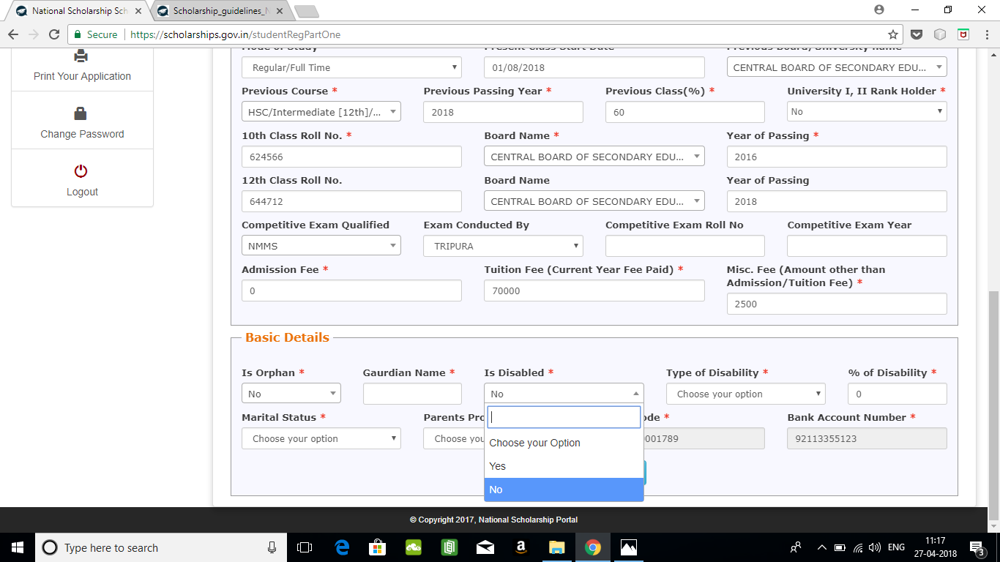 National Scholarship Sch
Scholarship_guidelines_
Secure
https://scholarships.gov.in/studentRegPartOne
Print Your Application
Change Password
Logout
Mode of Study
Present Class Start Date
Previous Board/University name
Regular/Full Time
01/08/2018
CENTRAL BOARD OF SECONDARY EDU...
Previous Course *
Previous Passing Year *
Previous Class(%) *
University I, II Rank Holder *
HSC/Intermediate [12th]/...
2018
60
No
10th Class Roll No. *
Board Name *
Year of Passing *
624566
CENTRAL BOARD OF SECONDARY EDU...
2016
12th Class Roll No.
Board Name
Year of Passing
644712
CENTRAL BOARD OF SECONDARY EDU...
2018
Competitive Exam Qualified
Exam Conducted By
Competitive Exam Roll No
Competitive Exam Year
NMMS
TRIPURA
Admission Fee *
Tuition Fee (Current Year Fee Paid) *
Misc. Fee (Amount other than
Admission/Tuition Fee) *
0
70000
2500
Basic Details
Is Orphan *
Gaurdian Name *
Is Disabled *
Type of Disability *
% of Disability *
No
No
Choose your option
0
Marital Status *
Parents Pro
ode *
Bank Account Number *
Choose your option
Choose you
001789
92113355123
Choose your Option
Yes
No
© Copyright 2017, National Scholarship Portal
Type here to search
ENG
11:17
27-04-2018
3